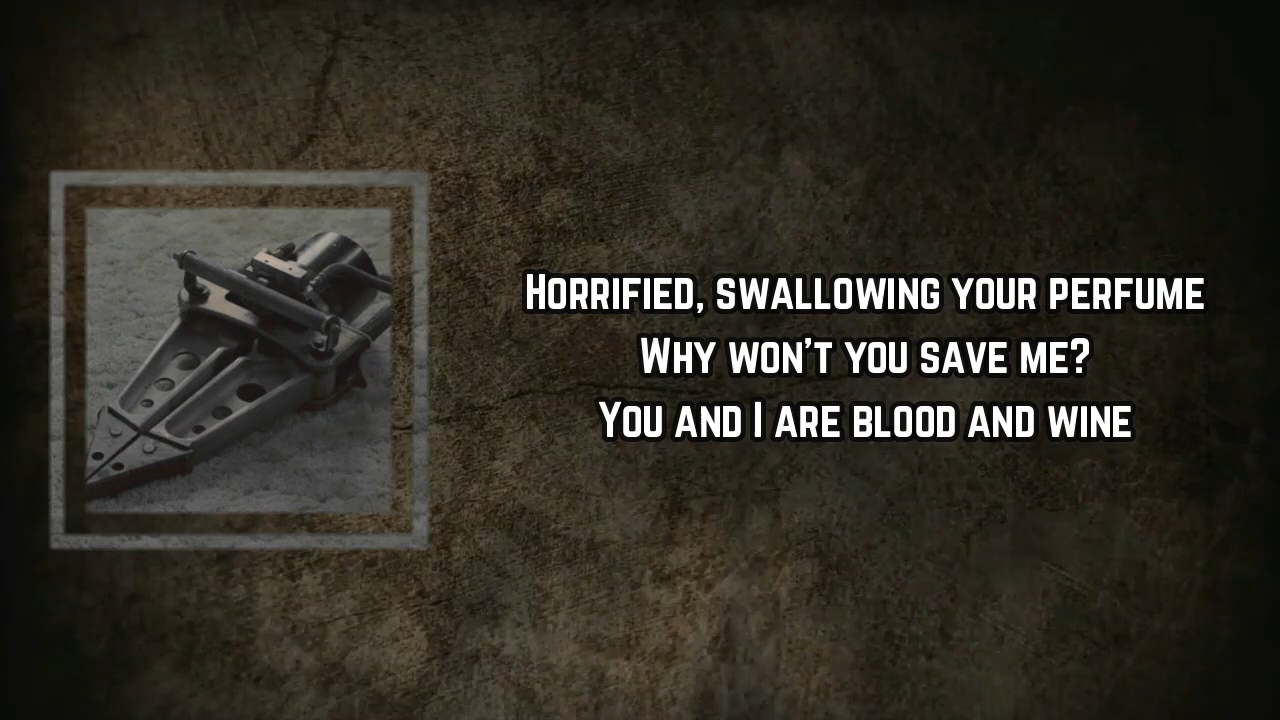 Horrified, swallowing your perfume
Why won't you save me?
You and I are blood and wine